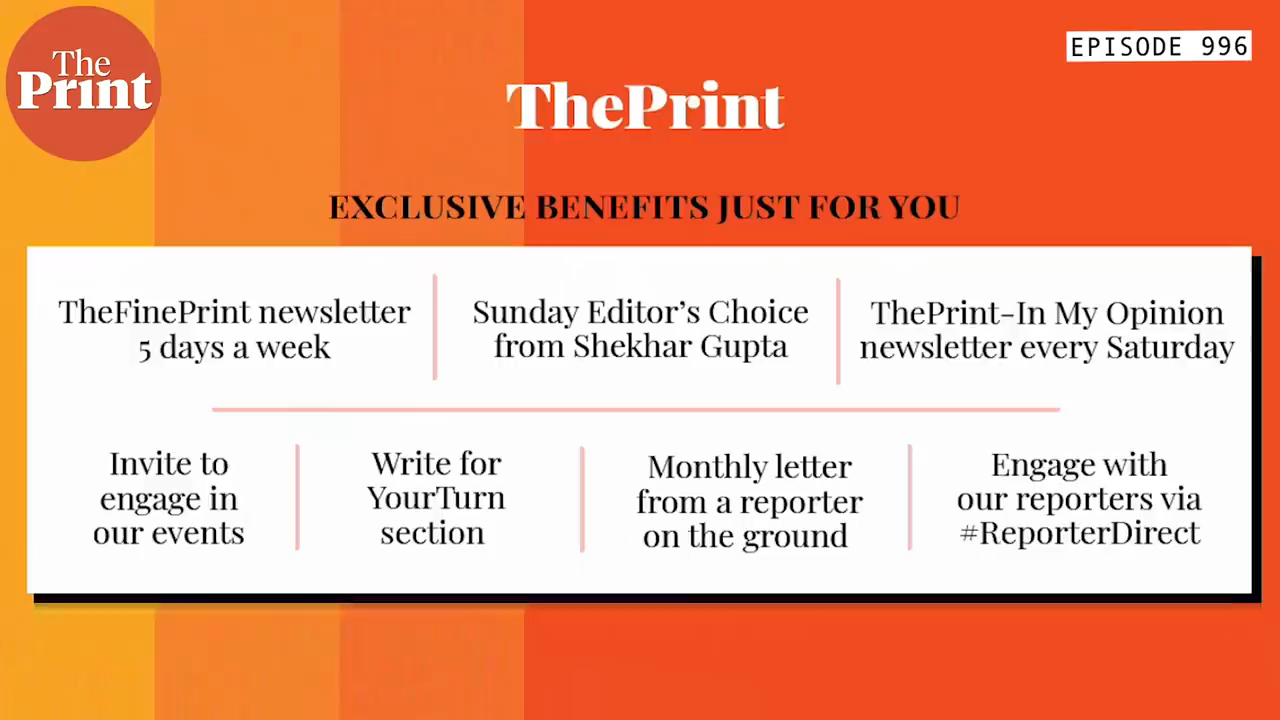 The
Print
EPISODE 996
ThePrint
EXCLUSIVE BENEFITS JUST FOR YOU
TheFinePrint newsletter
5 days a week
Sunday Editor’s Choice
from Shekhar Gupta
ThePrint-In My Opinion
newsletter every Saturday
Invite to
engage in
our events
Write for
YourTurn
section
Monthly letter
from a reporter
on the ground
Engage with
our reporters via
#ReporterDirect